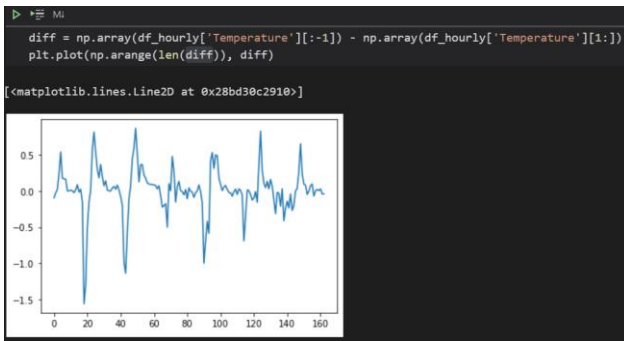 M↓
diff = np.array(df_hourly['Temperature'][:-1]) - np.array(df_hourly['Temperature'][1:])
plt.plot(np.arange(len(diff)), diff)
[<matplotlib.lines.Line2D at 0x28bd30c2910>]
0.5
0.0
-0.5
-1.0
-1.5
0 20 40 60 80 100 120 140 160